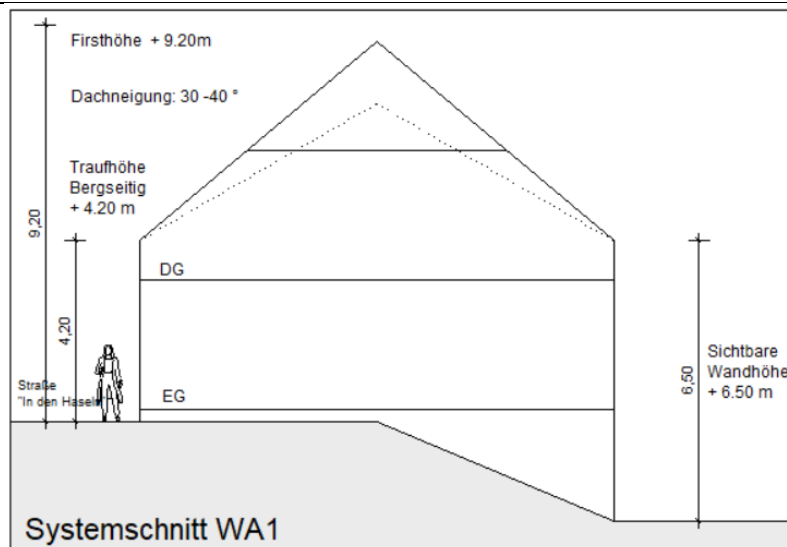 Firsthöhe + 9.20m
Dachneigung: 30 -40 °
Traufhöhe
Bergseitig
+ 4.20 m
9,20
4,20
DG
EG
Straße
"In den Haseln
6,50
Sichtbare
Wandhöhe
+ 6.50 m
Systemschnitt WA1